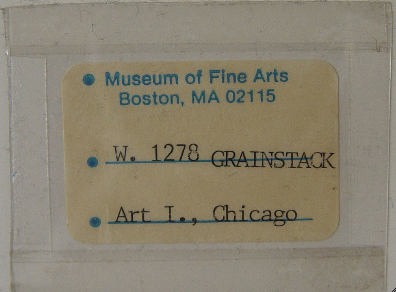 Museum of Fine Arts
Boston, MA 02115
W. 1278 GRAINSTACK
Art I., Chicago